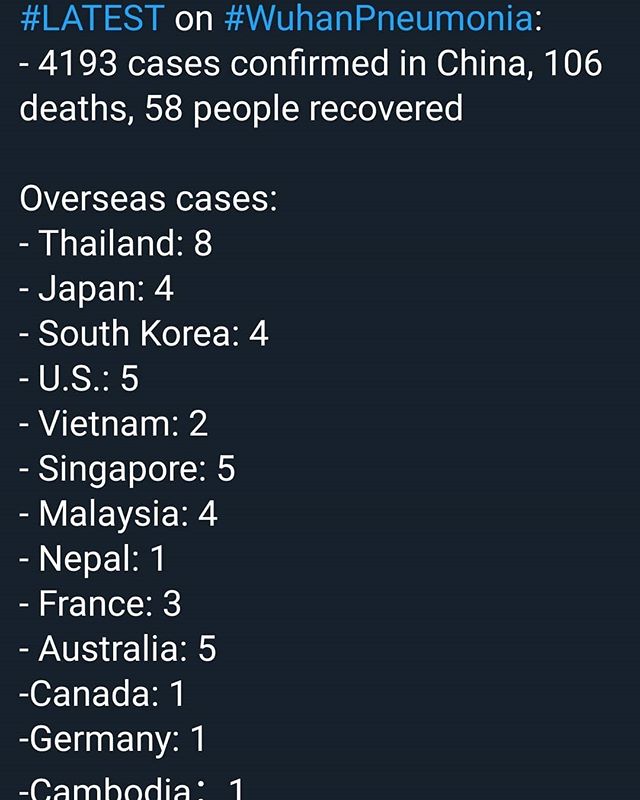 #LATEST on #WuhanPneumonia:
- 4193 cases confirmed in China, 106
deaths, 58 people recovered
Overseas cases:
- Thailand: 8
- Japan: 4
- South Korea: 4
- U.S.: 5
- Vietnam: 2
- Singapore: 5
- Malaysia: 4
- Nepal: 1
- France: 3
- Australia: 5
-Canada: 1
-Germany: 1
-Cambodia：1